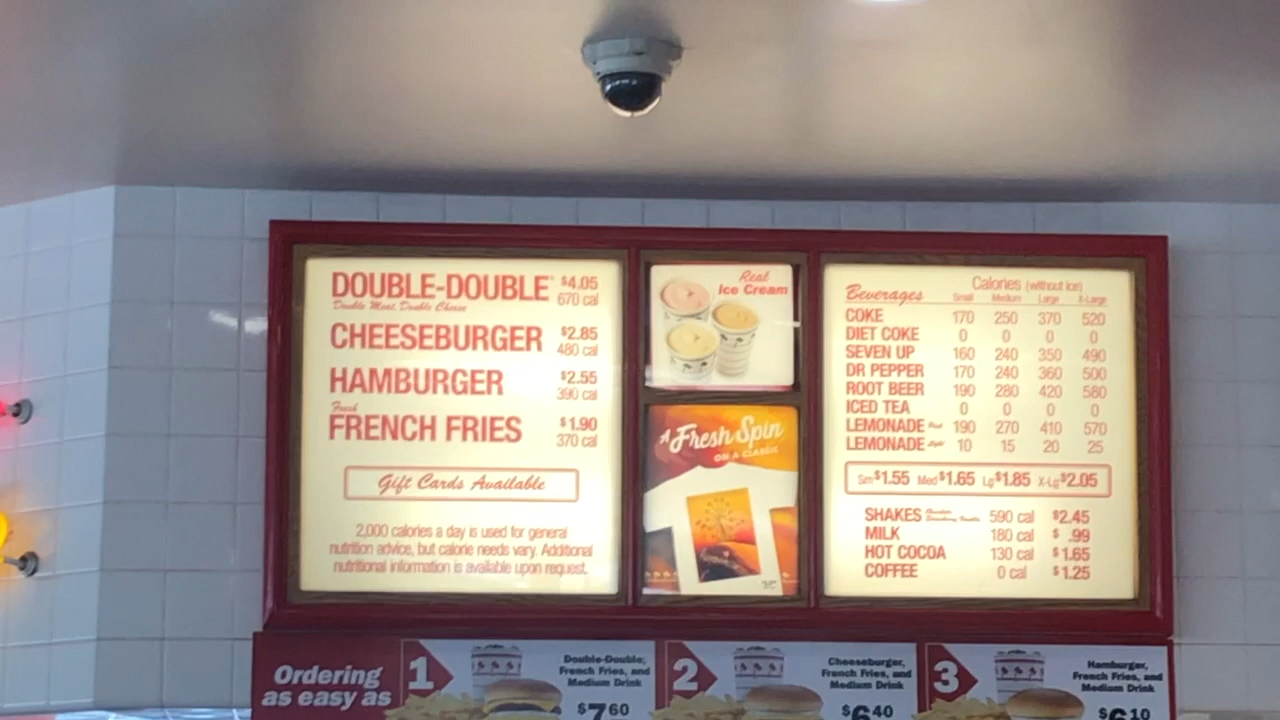 DOUBLE-DOUBLE® $4.05
Double Meat, Double Cheese 670 cal
CHEESEBURGER $2.85
480 cal
HAMBURGER $2.55
390 cal
Fresh
FRENCH FRIES $1.90
370 cal
Gift Cards Available
2,000 calories a day is used for general
nutrition advice, but calorie needs vary. Additional
nutritional information is available upon request.
Real
Ice Cream
A Fresh Spin
ON A CLASSIC
Calories (without ice)
Beverages Small Medium Large X-Large
COKE 170 250 370 520
DIET COKE 0 0 0 0
SEVEN UP 160 240 350 490
DR PEPPER 170 240 360 500
ROOT BEER 190 280 420 580
ICED TEA 0 0 0 0
LEMONADE 190 270 410 570
LEMONADE Light 10 15 20 25
Sm $1.55 Med $1.65 Lg $1.85 X-Lg $2.05
SHAKES Chocolate Strawberry Vanilla 590 cal $2.45
MILK 180 cal $ .99
HOT COCOA 130 cal $1.65
COFFEE 0 cal $1.25
Ordering
as easy as
1
Double-Double,
French Fries, and
Medium Drink
$7.60
2
Cheeseburger,
French Fries, and
Medium Drink
$6.40
3
Hamburger,
French Fries, and
Medium Drink
$6.10